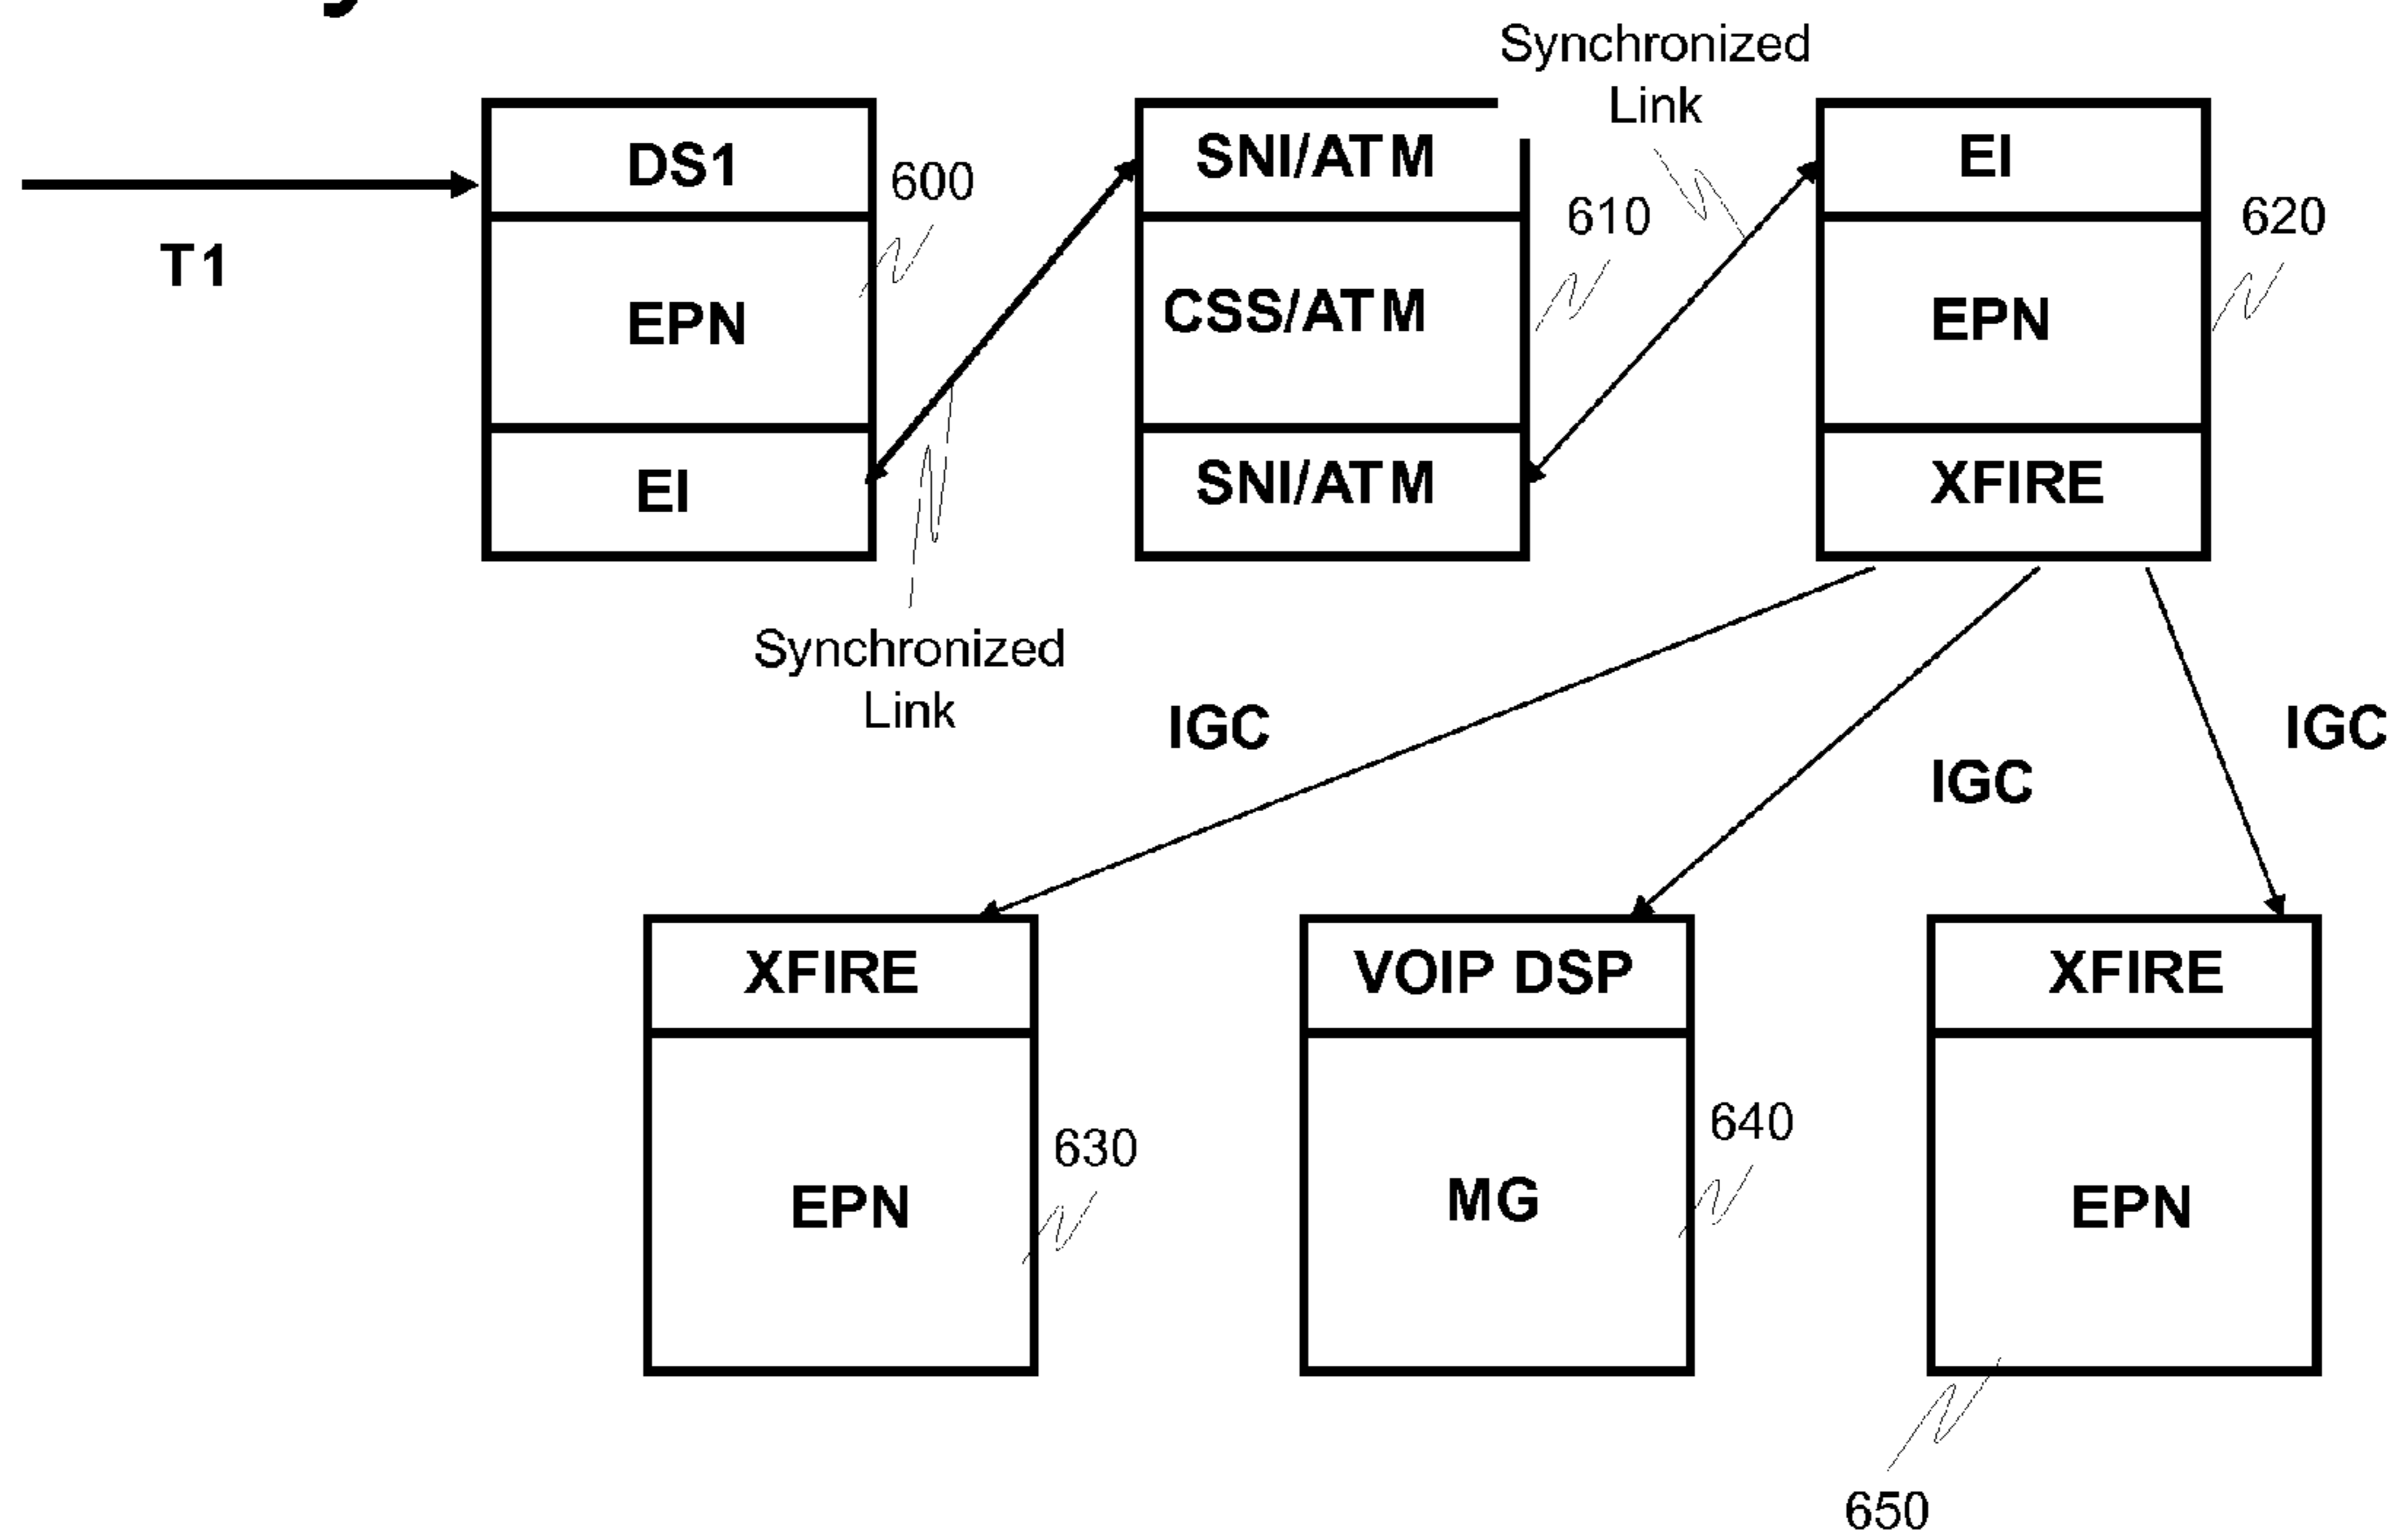 Synchronized
Link
DS1
600
SNI/ATM
EI
T1
EPN
CSS/ATM
610
EPN
620
EI
SNI/ATM
XFIRE
Synchronized
Link
IGC
IGC
IGC
XFIRE
VOIP DSP
XFIRE
EPN
630
MG
640
EPN
650